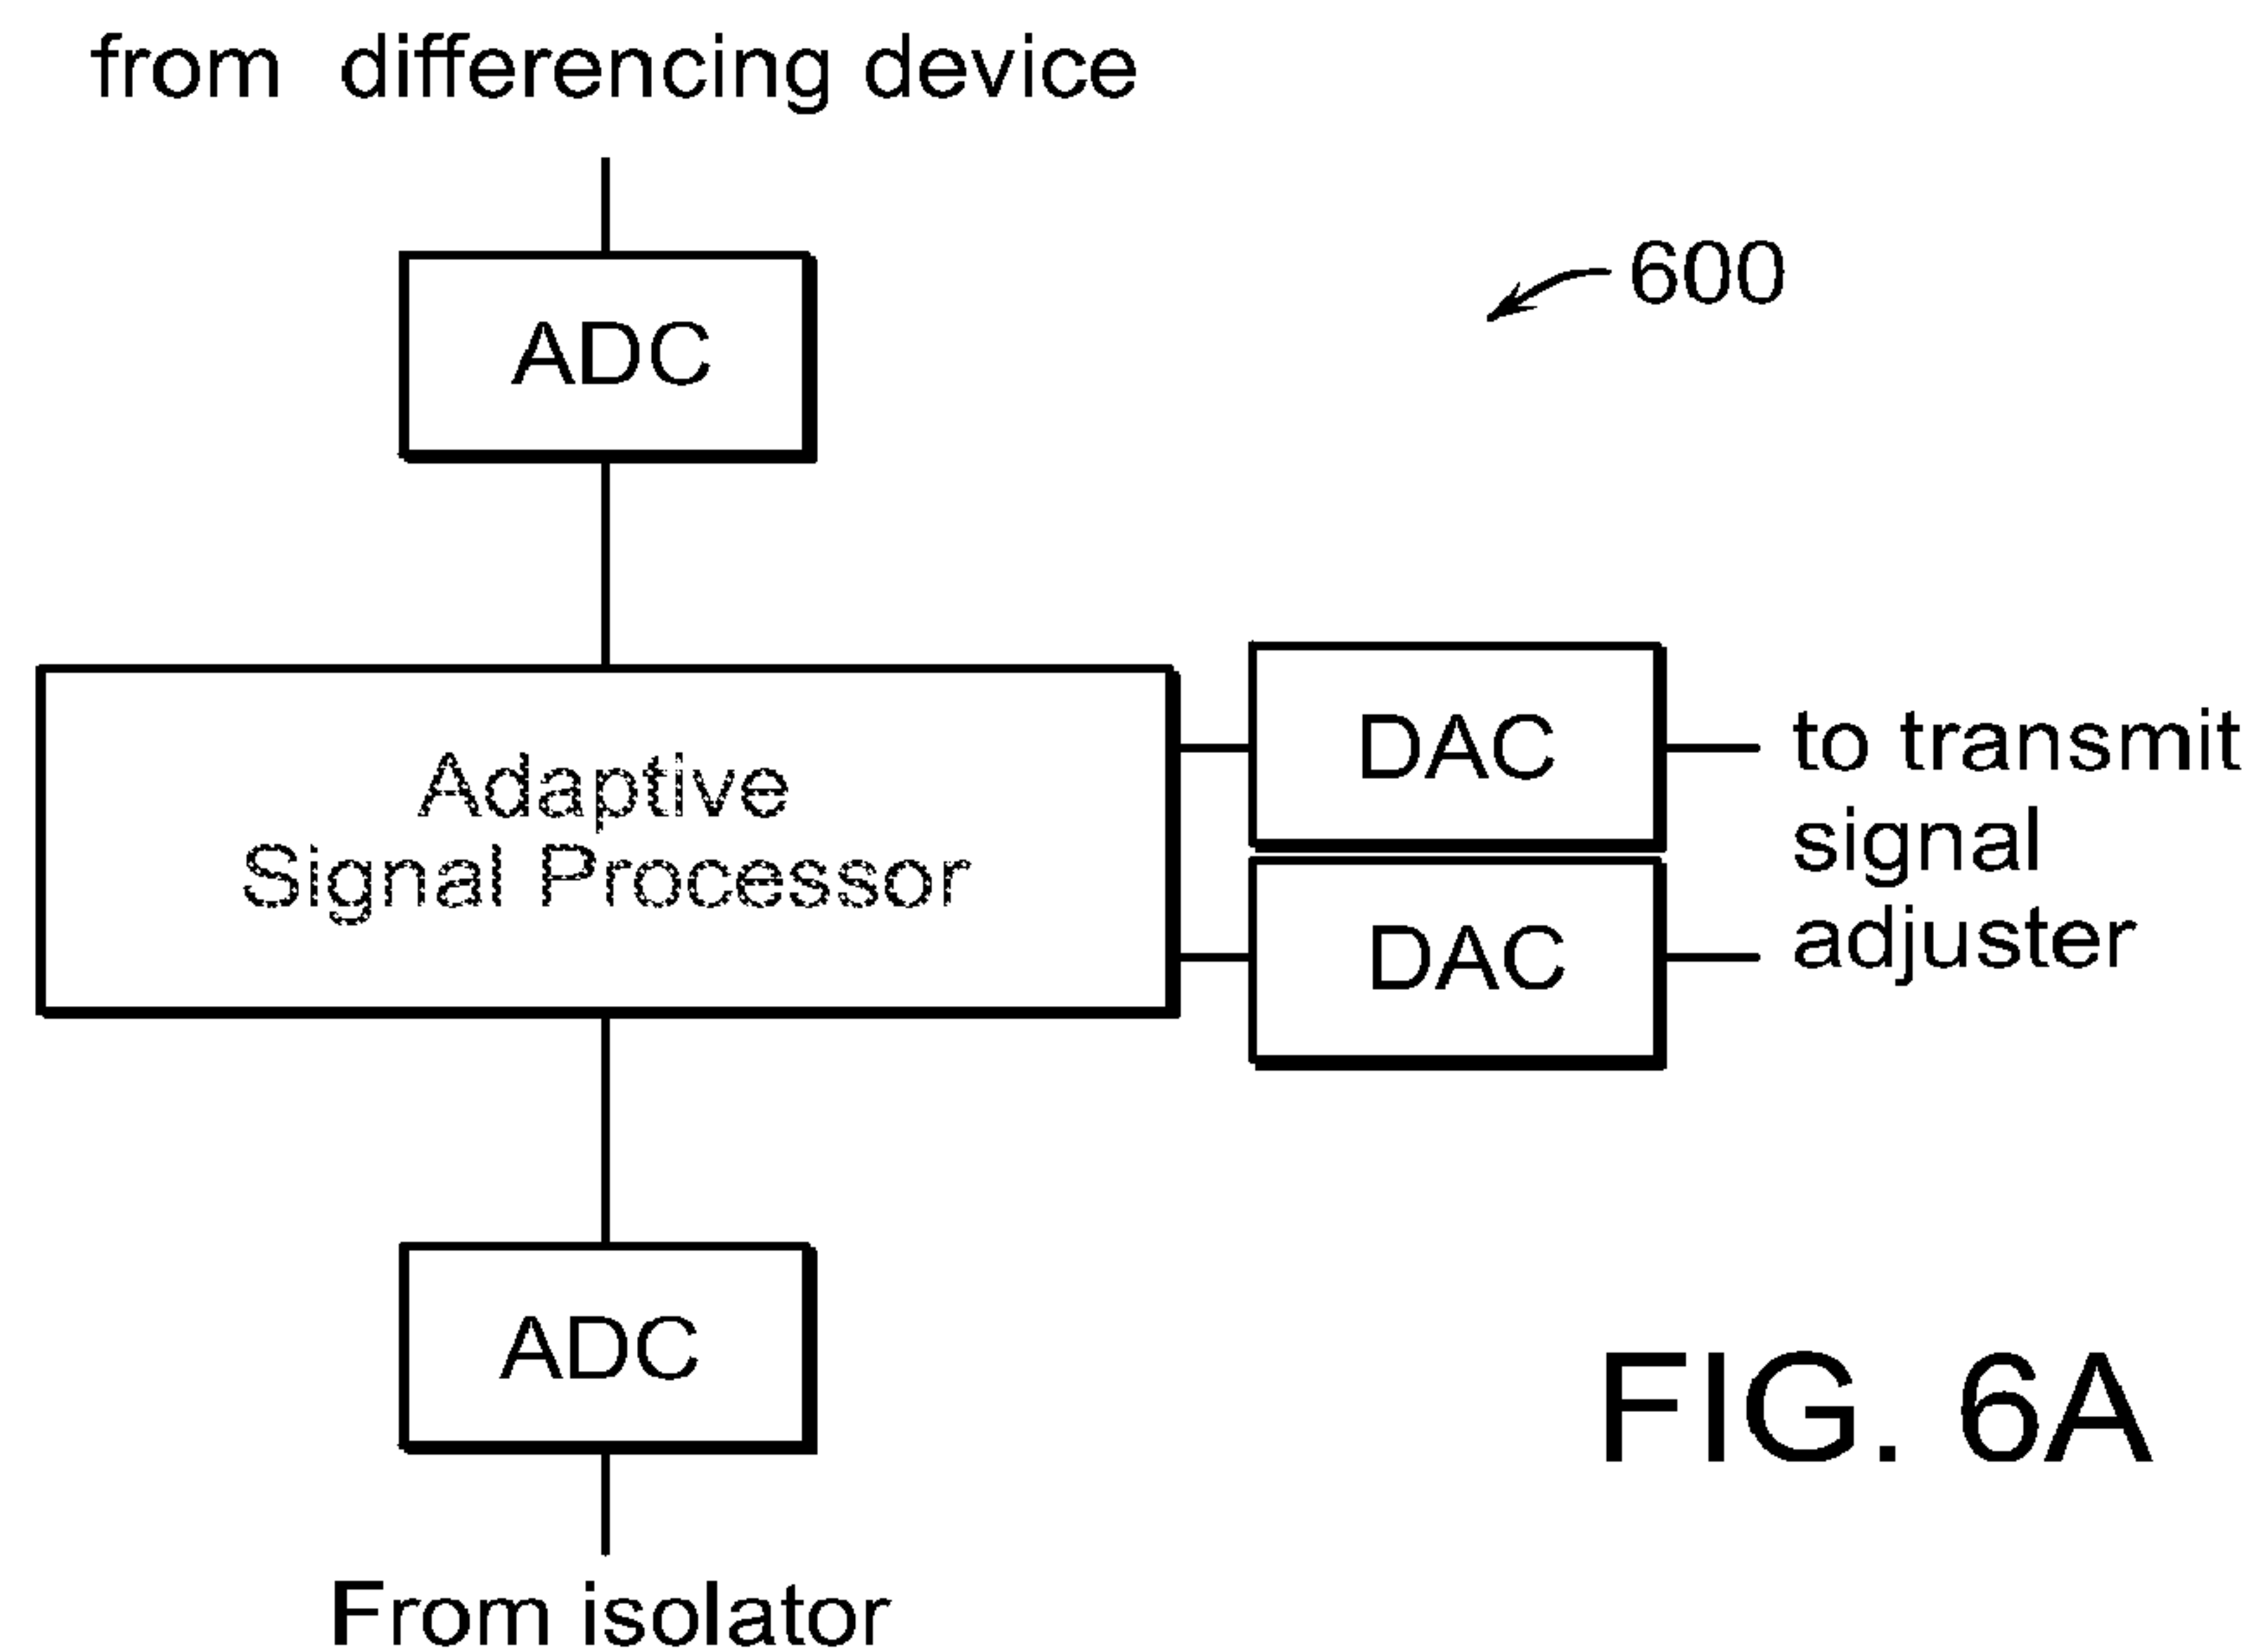 from differencing device
600
ADC
Adaptive
Signal Processor
DAC
DAC
to transmit
signal
adjuster
ADC
From isolator
FIG. 6A